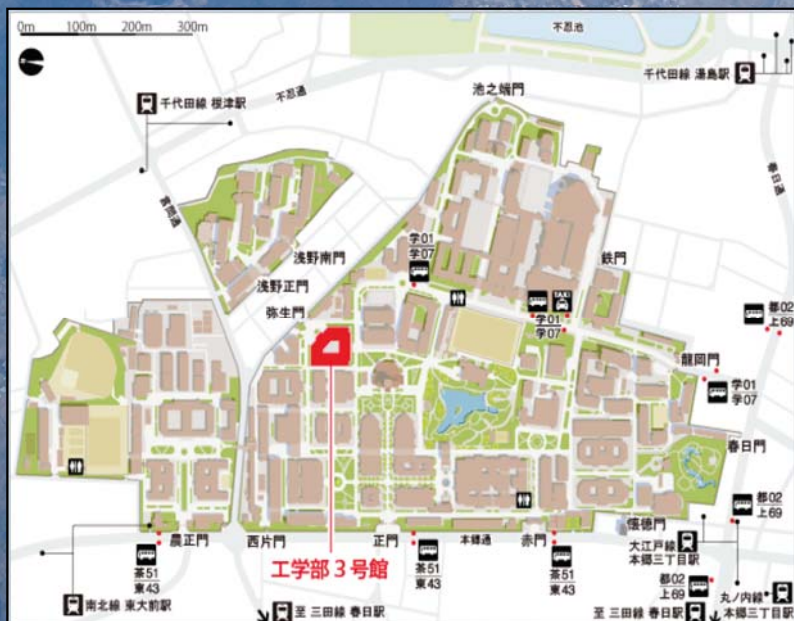 0m 100m 200m 300m
不忍池
千代田線 湯島駅
池之端門
千代田線 根津駅
不忍通
春日通
言問通
浅野南門
浅野正門
弥生門
学01
学07
鉄門
TAXI
学01
学07
都02
上69
龍岡門
学01
学07
春日門
都02
上69
懐徳門
大江戸線
本郷三丁目駅
農正門
西片門
正門
本郷通
赤門
茶51
東43
工学部3号館
茶51
東43
茶51
東43
都02
上69
丸ノ内線
本郷三丁目駅
南北線 東大前駅
至 三田線 春日駅
至 三田線 春日駅